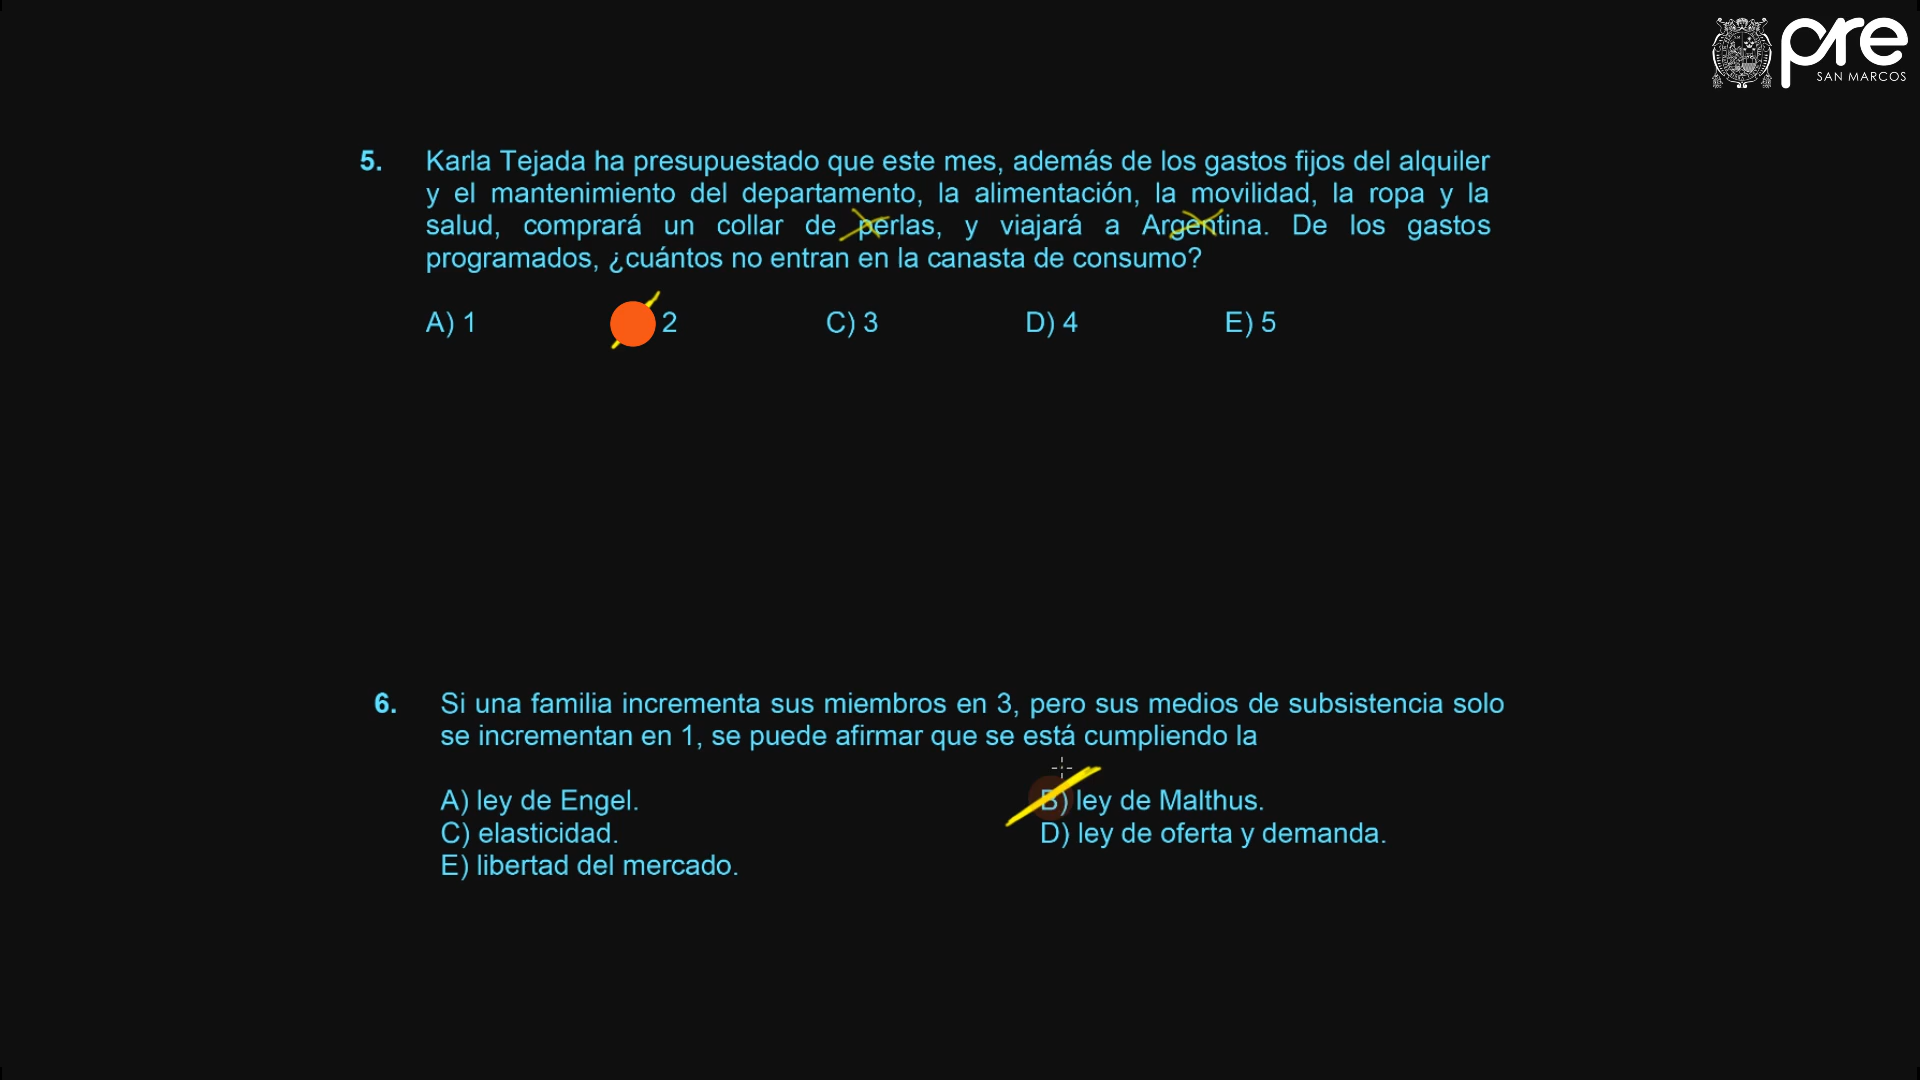 pre
SAN MARCOS
5. Karla Tejada ha presupuestado que este mes, además de los gastos fijos del alquiler
y el mantenimiento del departamento, la alimentación, la movilidad, la ropa y la
salud, comprará un collar de perlas, y viajará a Argentina. De los gastos
programados, ¿cuántos no entran en la canasta de consumo?
A) 1 2 C) 3 D) 4 E) 5
6. Si una familia incrementa sus miembros en 3, pero sus medios de subsistencia solo
se incrementan en 1, se puede afirmar que se está cumpliendo la
A) ley de Engel. B) ley de Malthus.
C) elasticidad. D) ley de oferta y demanda.
E) libertad del mercado.